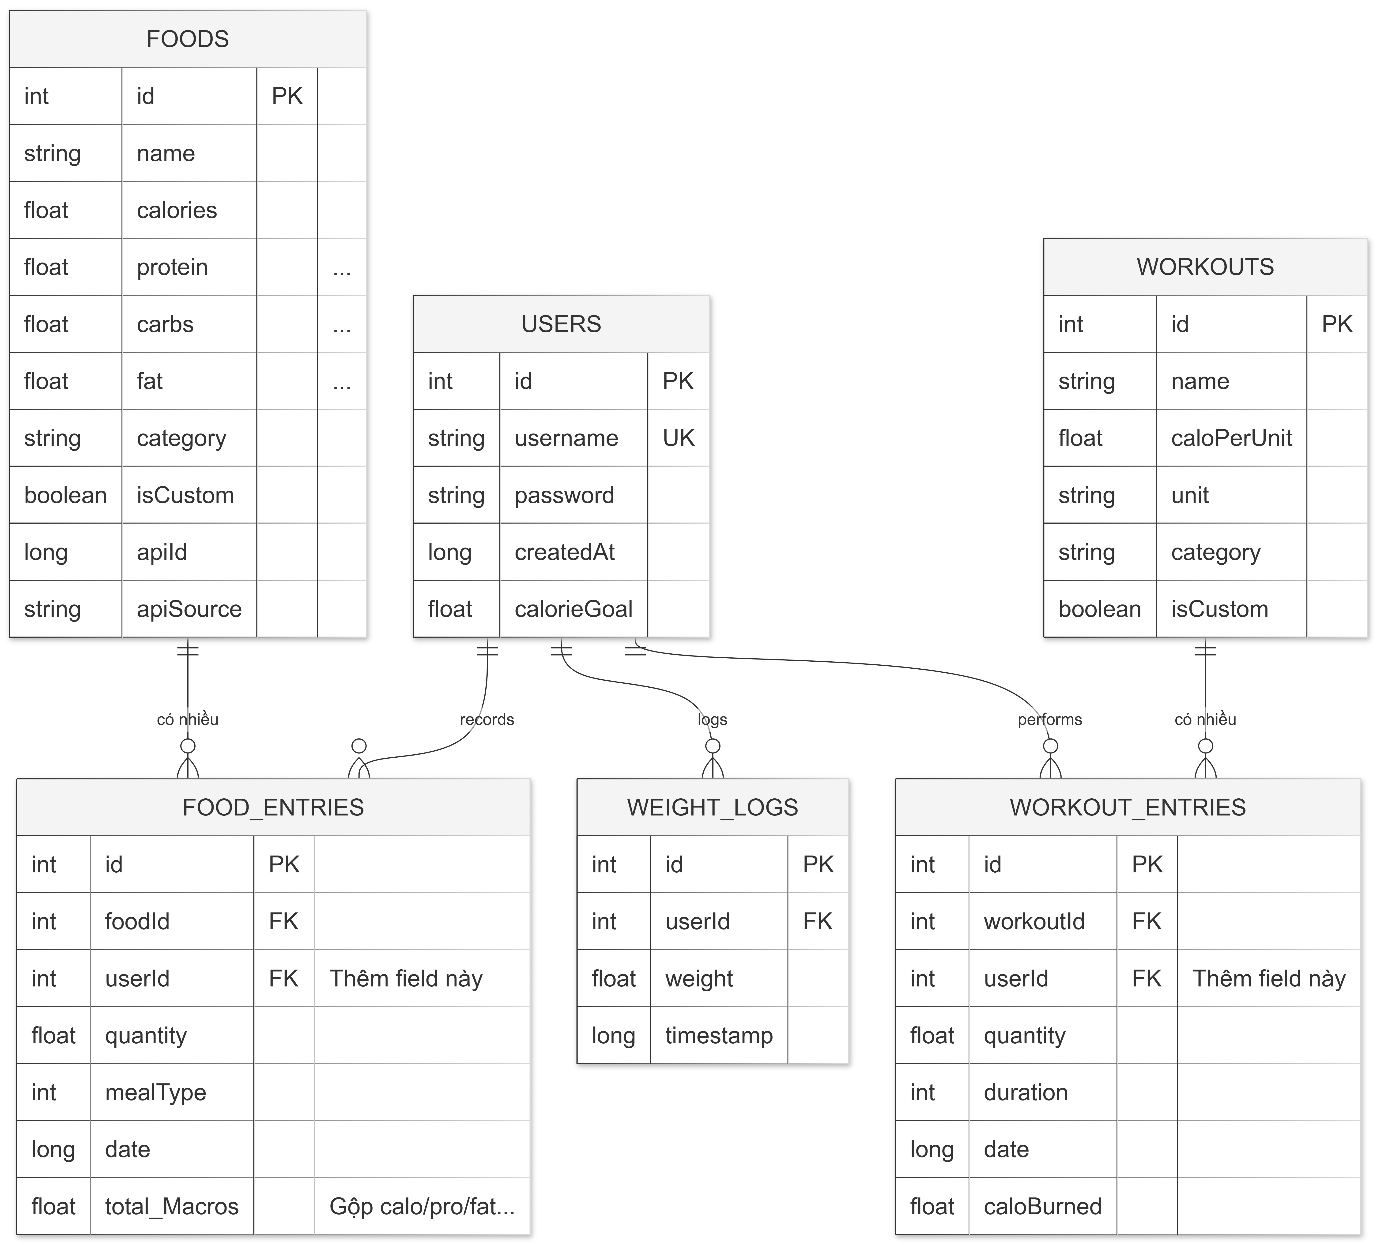 FOODS
int id PK
string name
float calories
float protein ...
float carbs ...
float fat ...
string category
boolean isCustom
long apiId
string apiSource
USERS
int id PK
string username UK
string password
long createdAt
float calorieGoal
WORKOUTS
int id PK
string name
float caloPerUnit
string unit
string category
boolean isCustom
có nhiều
records
logs
performs
có nhiều
FOOD_ENTRIES
int id PK
int foodId FK
int userId FK Thêm field này
float quantity
int mealType
long date
float total_Macros Gộp calo/pro/fat...
WEIGHT_LOGS
int id PK
int userId FK
float weight
long timestamp
WORKOUT_ENTRIES
int id PK
int workoutId FK
int userId FK Thêm field này
float quantity
int duration
long date
float caloBurned